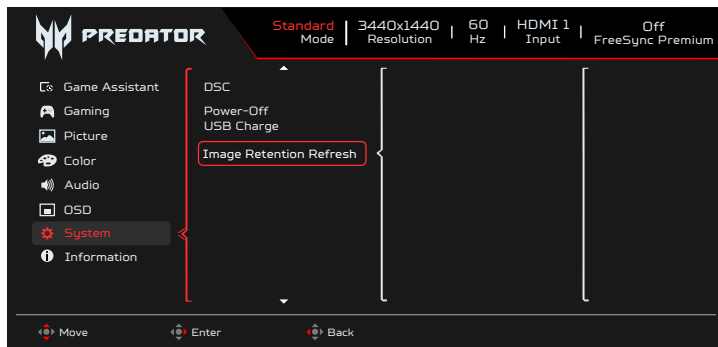 PREDATOR
Standard
Mode
3440x1440
Resolution
60
Hz
HDMI 1
Input
Off
FreeSync Premium
Game Assistant
Gaming
Picture
Color
Audio
OSD
System
Information
DSC
Power-Off
USB Charge
Image Retention Refresh
Move
Enter
Back